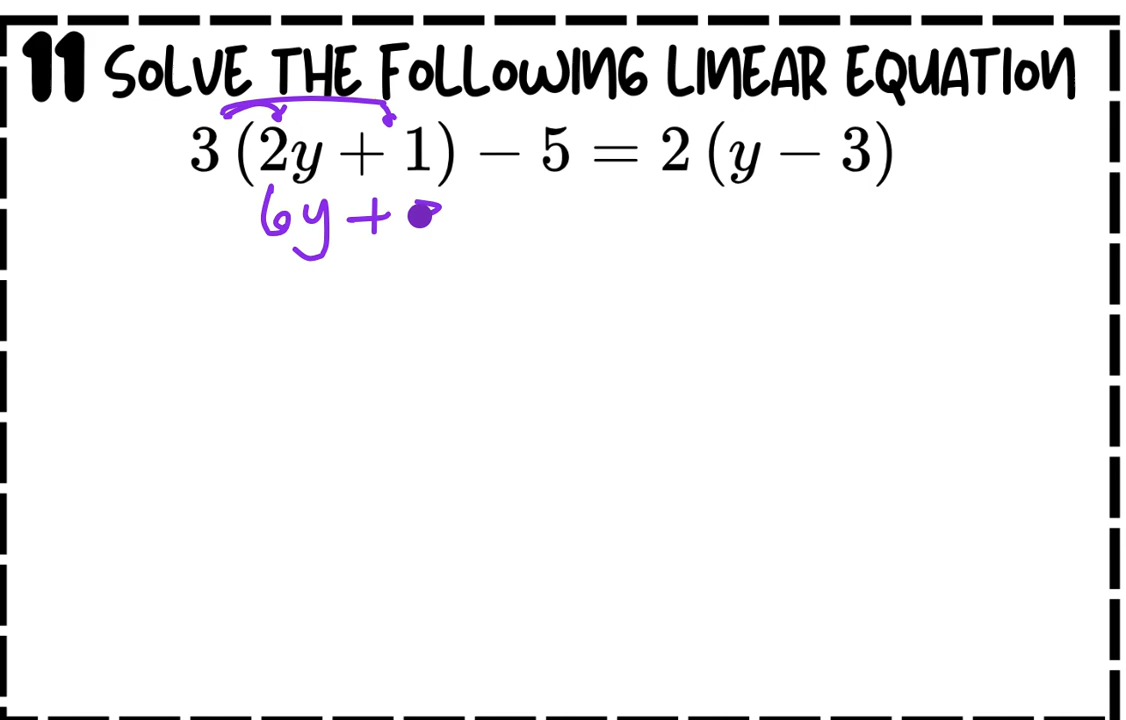 11 SOLVE THE FOLLOWING LINEAR EQUATION
3 (2y + 1) − 5 = 2 (y − 3)
6y +